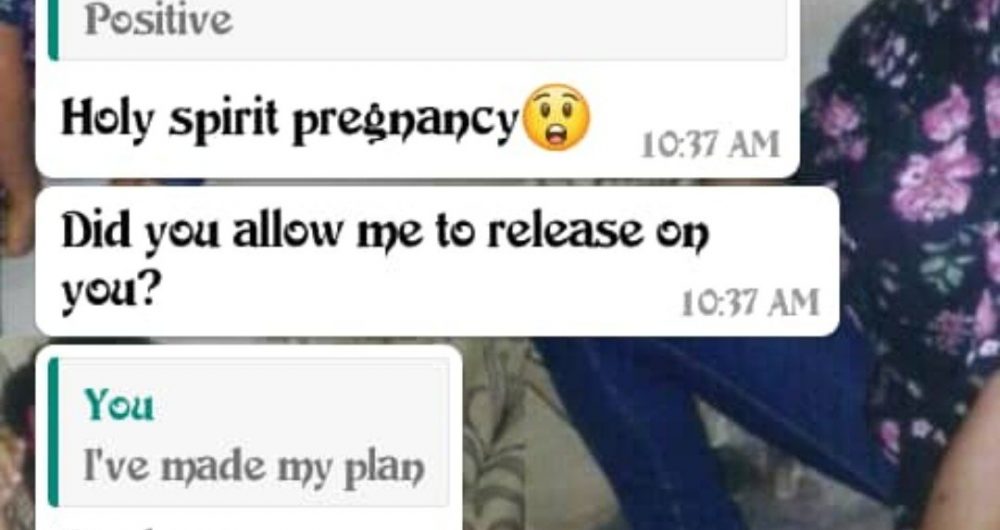 Positive
Holy spirit pregnancy😲
10:37 AM
Did you allow me to release on
you?
10:37 AM
You
I've made my plan